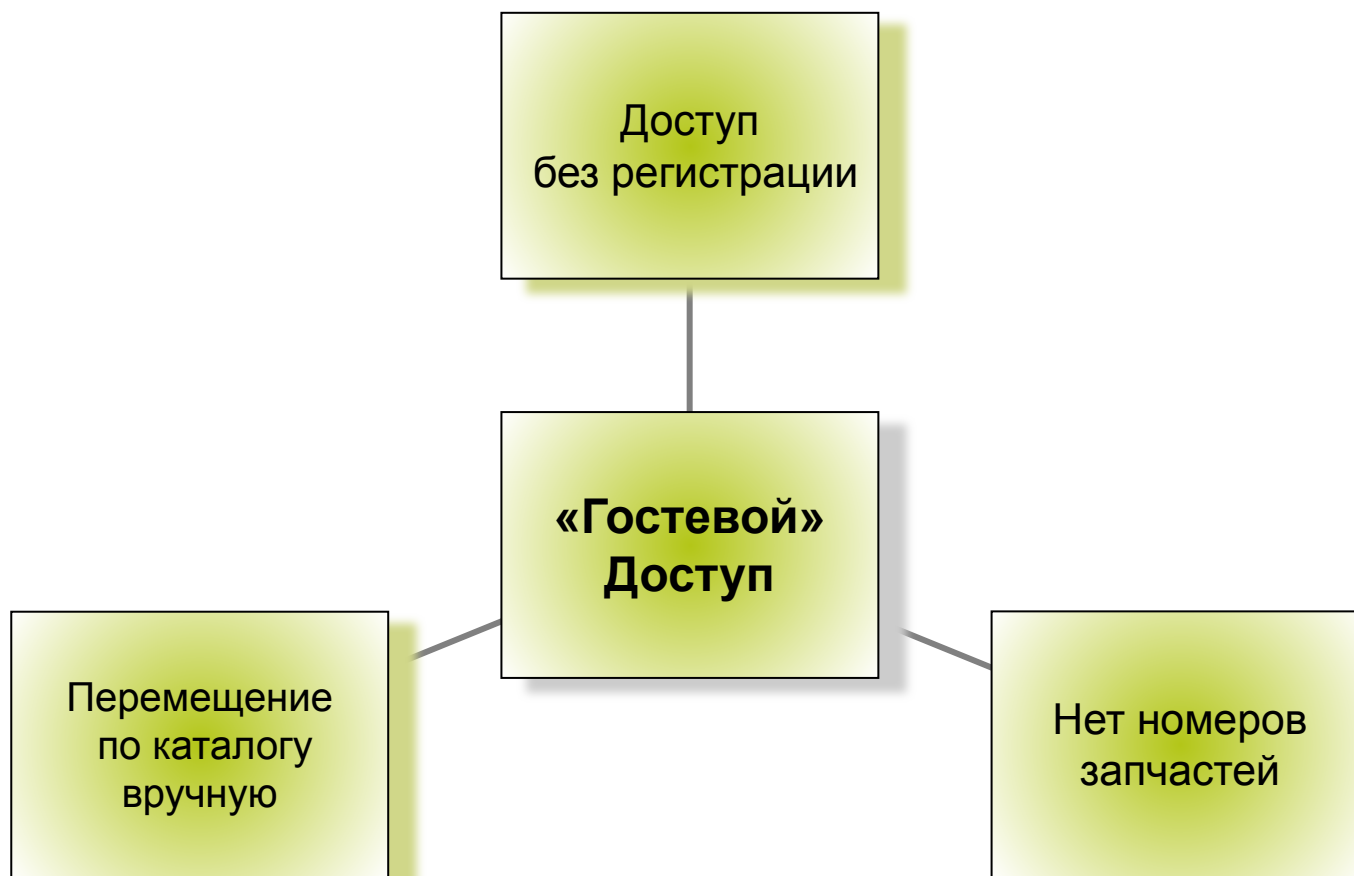 Доступ
без регистрации
«Гостевой»
Доступ
Перемещение
по каталогу
вручную
Нет номеров
запчастей